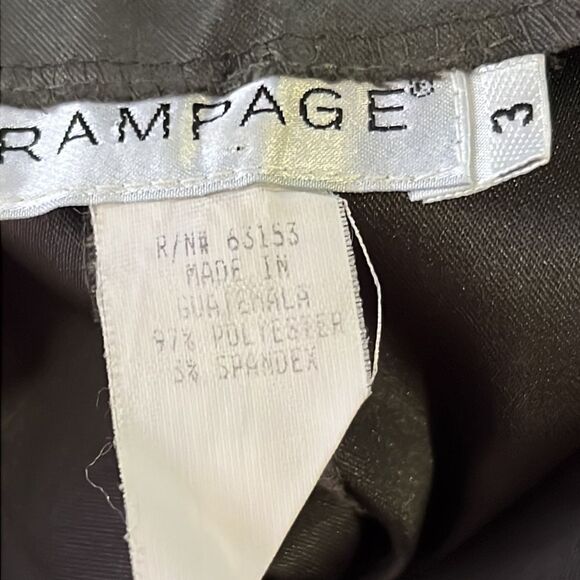 RAMPAGE®
3
R/N# 63153
MADE IN
GUATEMALA
97% POLYESTER
3% SPANDEX